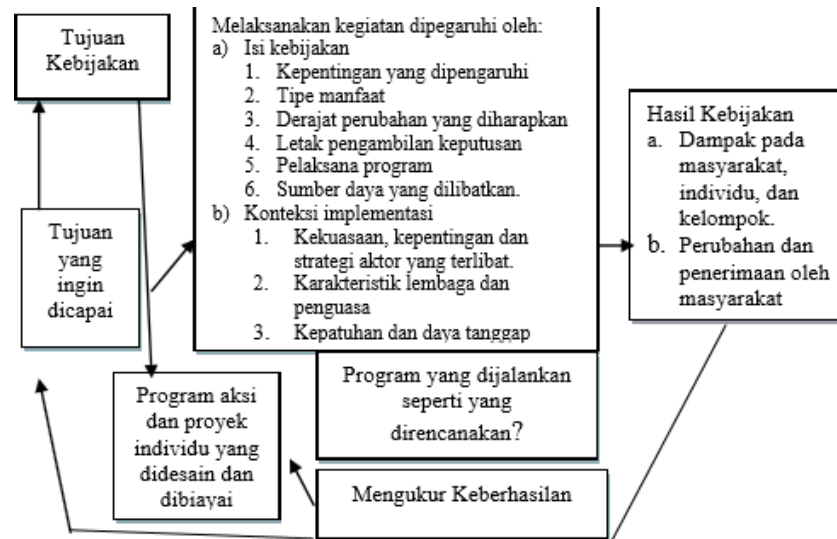 Tujuan
Kebijakan
Melaksanakan kegiatan dipegaruhi oleh:
a) Isi kebijakan
1. Kepentingan yang dipengaruhi
2. Tipe manfaat
3. Derajat perubahan yang diharapkan
4. Letak pengambilan keputusan
5. Pelaksana program
6. Sumber daya yang dilibatkan.
b) Konteksi implementasi
1. Kekuasaan, kepentingan dan
strategi aktor yang terlibat.
2. Karakteristik lembaga dan
penguasa
3. Kepatuhan dan daya tanggap
Hasil Kebijakan
a. Dampak pada
masyarakat,
individu, dan
kelompok.
b. Perubahan dan
penerimaan oleh
masyarakat
Tujuan
yang
ingin
dicapai
Program aksi
dan proyek
individu yang
didesain dan
dibiayai
Program yang dijalankan
seperti yang
direncanakan?
Mengukur Keberhasilan